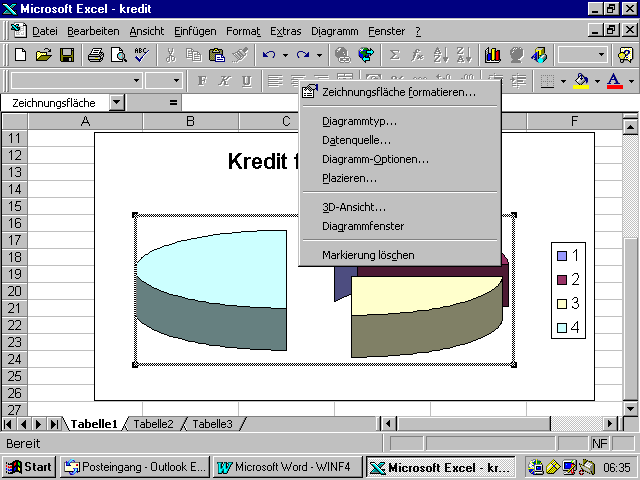 Microsoft Excel - kredit
Datei Bearbeiten Ansicht Einfügen Format Extras Diagramm Fenster ?
ABC
Σ fx A Z Z A
F K U
A
Zeichnungsfläche =
A B C F
11
12
13
14
15
16
17
18
19
20
21
22
23
24
25
26
27
Kredit
Zeichnungsfläche formatieren...
Diagrammtyp...
Datenquelle...
Diagramm-Optionen...
Plazieren...
3D-Ansicht...
Diagrammfenster
Markierung löschen
1
2
3
4
Tabelle1 Tabelle2 Tabelle3
Bereit NF
Start Posteingang - Outlook E... Microsoft Word - WINF4 Microsoft Excel - kr... 06:35